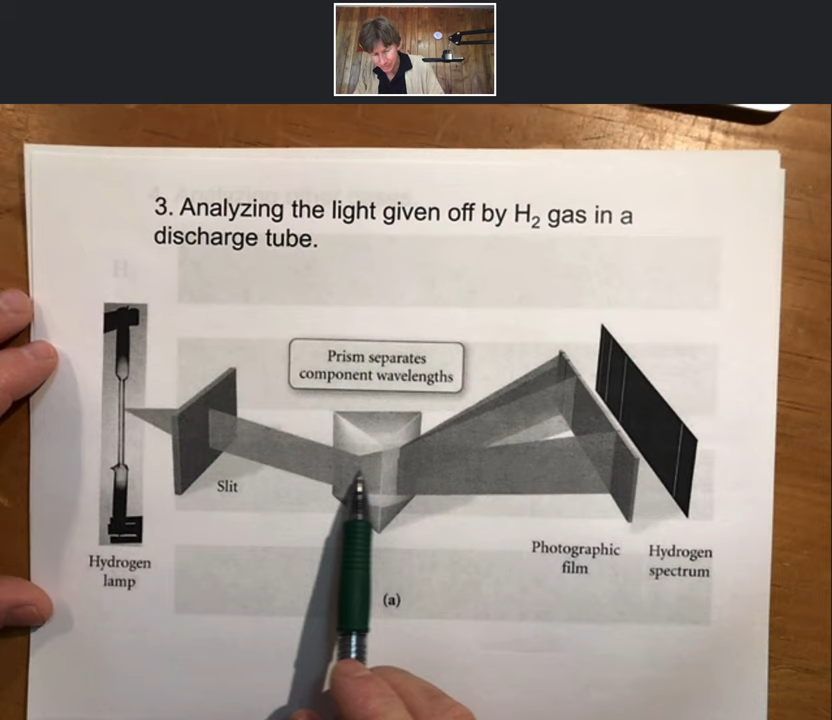 3. Analyzing the light given off by H₂ gas in a
discharge tube.
Prism separates
component wavelengths
Slit
Hydrogen
lamp
Photographic
film
Hydrogen
spectrum
(a)